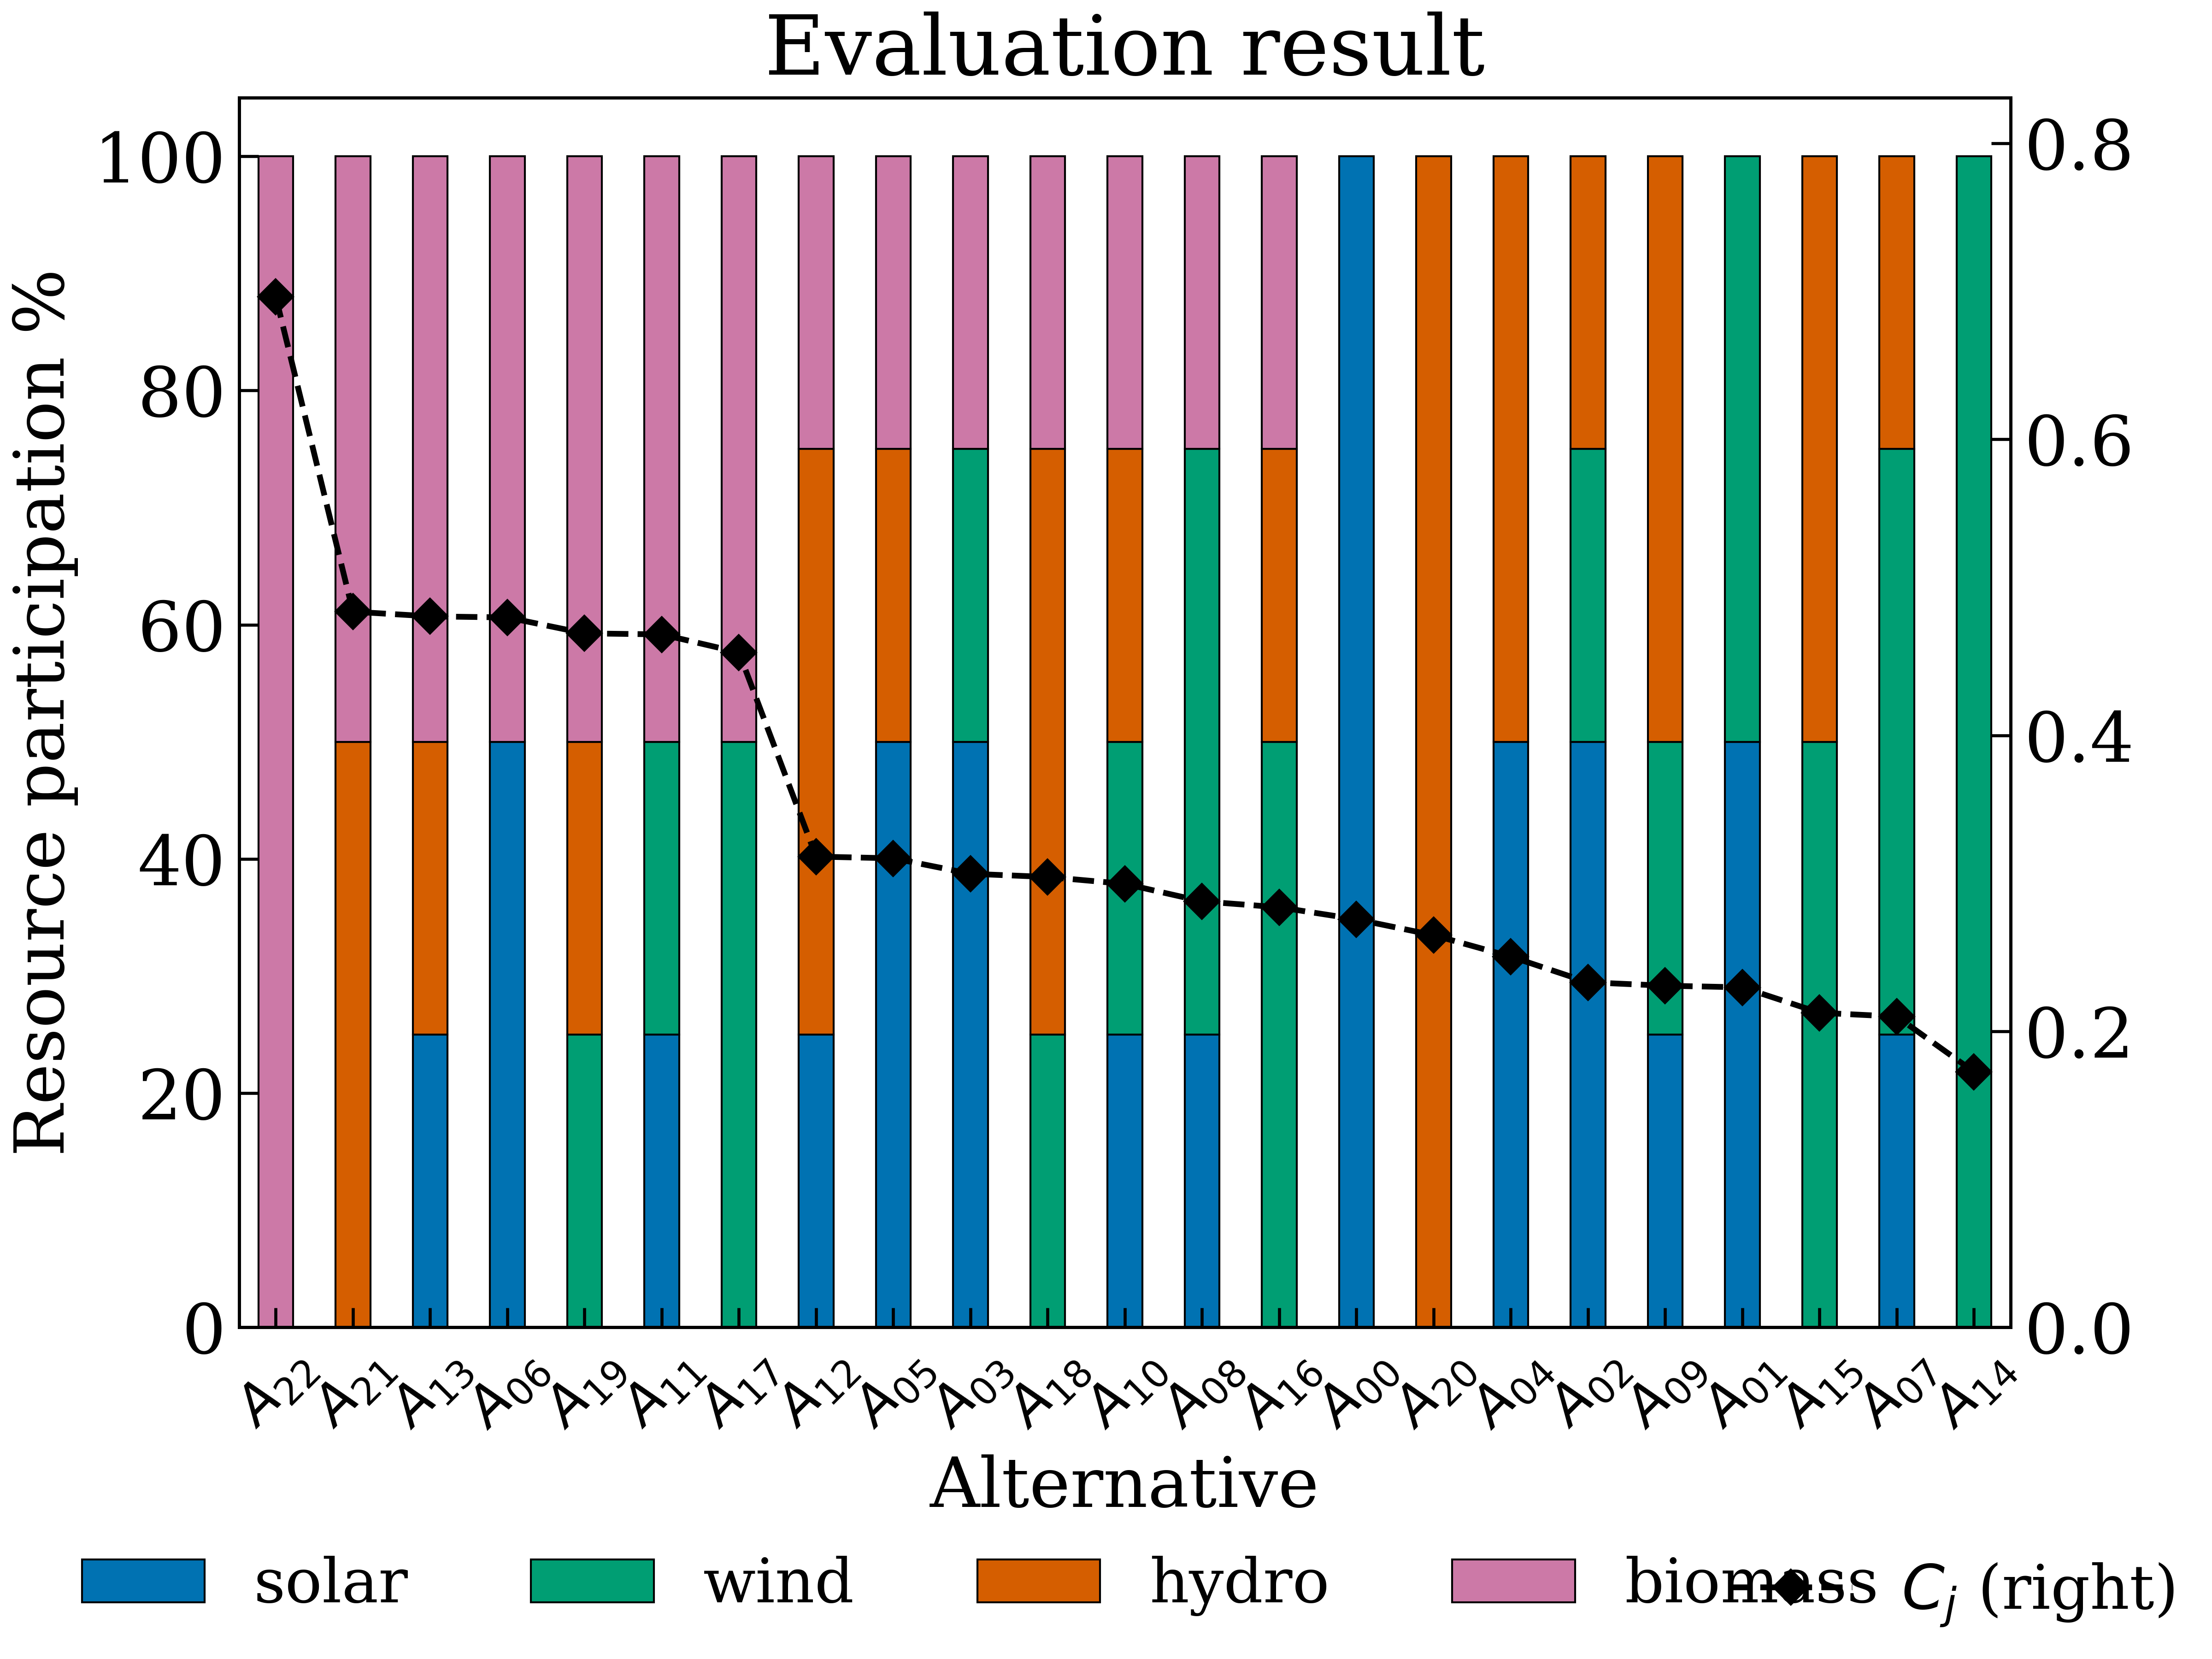 Evaluation result
Resource participation %
100
80
60
40
20
0
0.8
0.6
0.4
0.2
0.0
A22 A21 A13 A06 A19 A11 A17 A12 A05 A03 A18 A10 A08 A16 A00 A20 A04 A02 A09 A01 A15 A07 A14
Alternative
solar wind hydro biomass Cj (right)